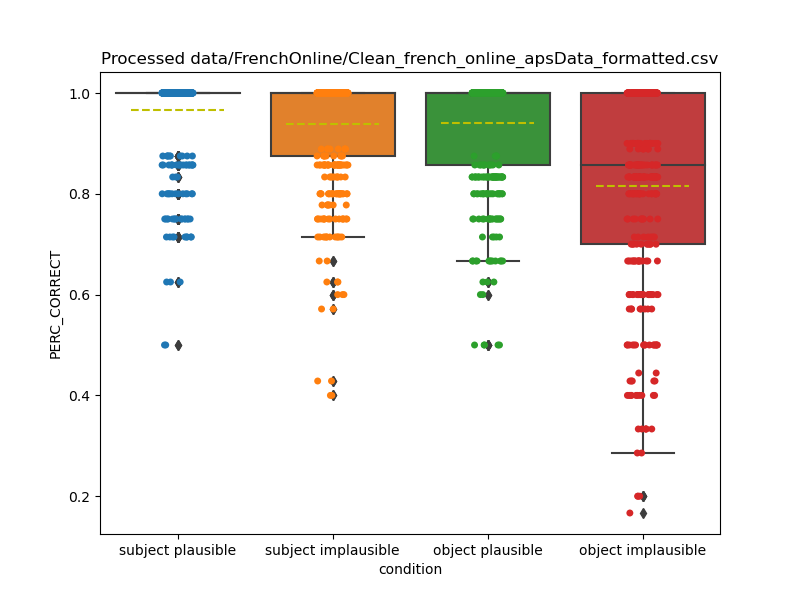 Processed data/FrenchOnline/Clean_french_online_apsData_formatted.csv
PERC_CORRECT
1.0
0.8
0.6
0.4
0.2
subject plausible
subject implausible
object plausible
object implausible
condition